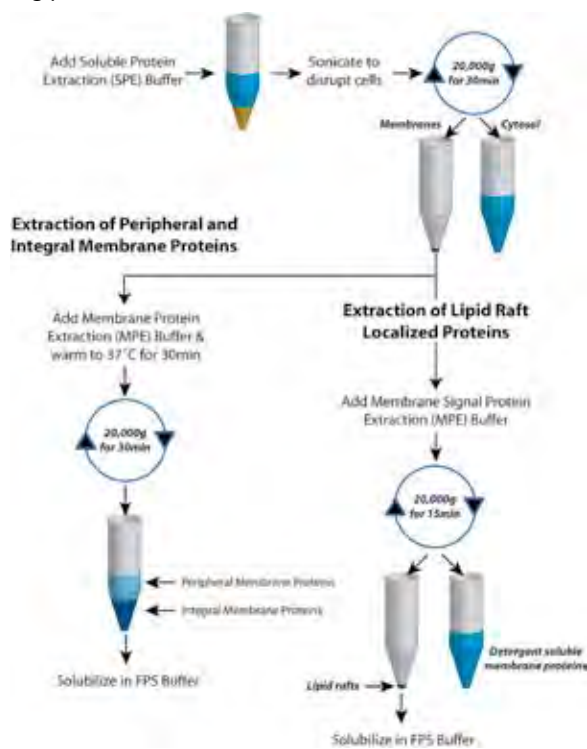 Add Soluble Protein
Extraction (SPE) Buffer
Sonicate to
disrupt cells
20,000g
for 30min
Membranes
Cytosol
Extraction of Peripheral and
Integral Membrane Proteins
Add Membrane Protein
Extraction (MPE) Buffer &
warm to 37°C for 30min
20,000g
for 30min
Peripheral Membrane Proteins
Integral Membrane Proteins
Solubilize in FPS Buffer
Extraction of Lipid Raft
Localized Proteins
Add Membrane Signal Protein
Extraction (MPE) Buffer
20,000g
for 15min
Detergent soluble
membrane proteins
Lipid rafts
Solubilize in FPS Buffer